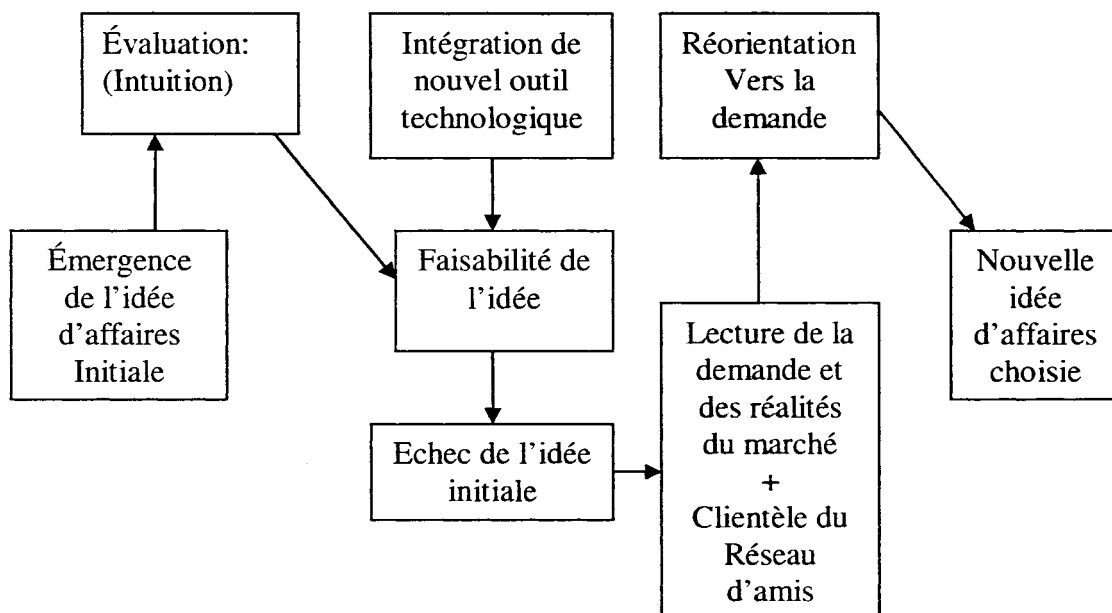 Évaluation:
(Intuition)
Intégration de
nouvel outil
technologique
Réorientation
Vers la
demande
Émergence
de l’idée
d’affaires
Initiale
Faisabilité de
l’idée
Nouvelle
idée
d’affaires
choisie
Echec de l’idée
initiale
Lecture de la
demande et
des réalités
du marché
+
Clientèle du
Réseau
d’amis